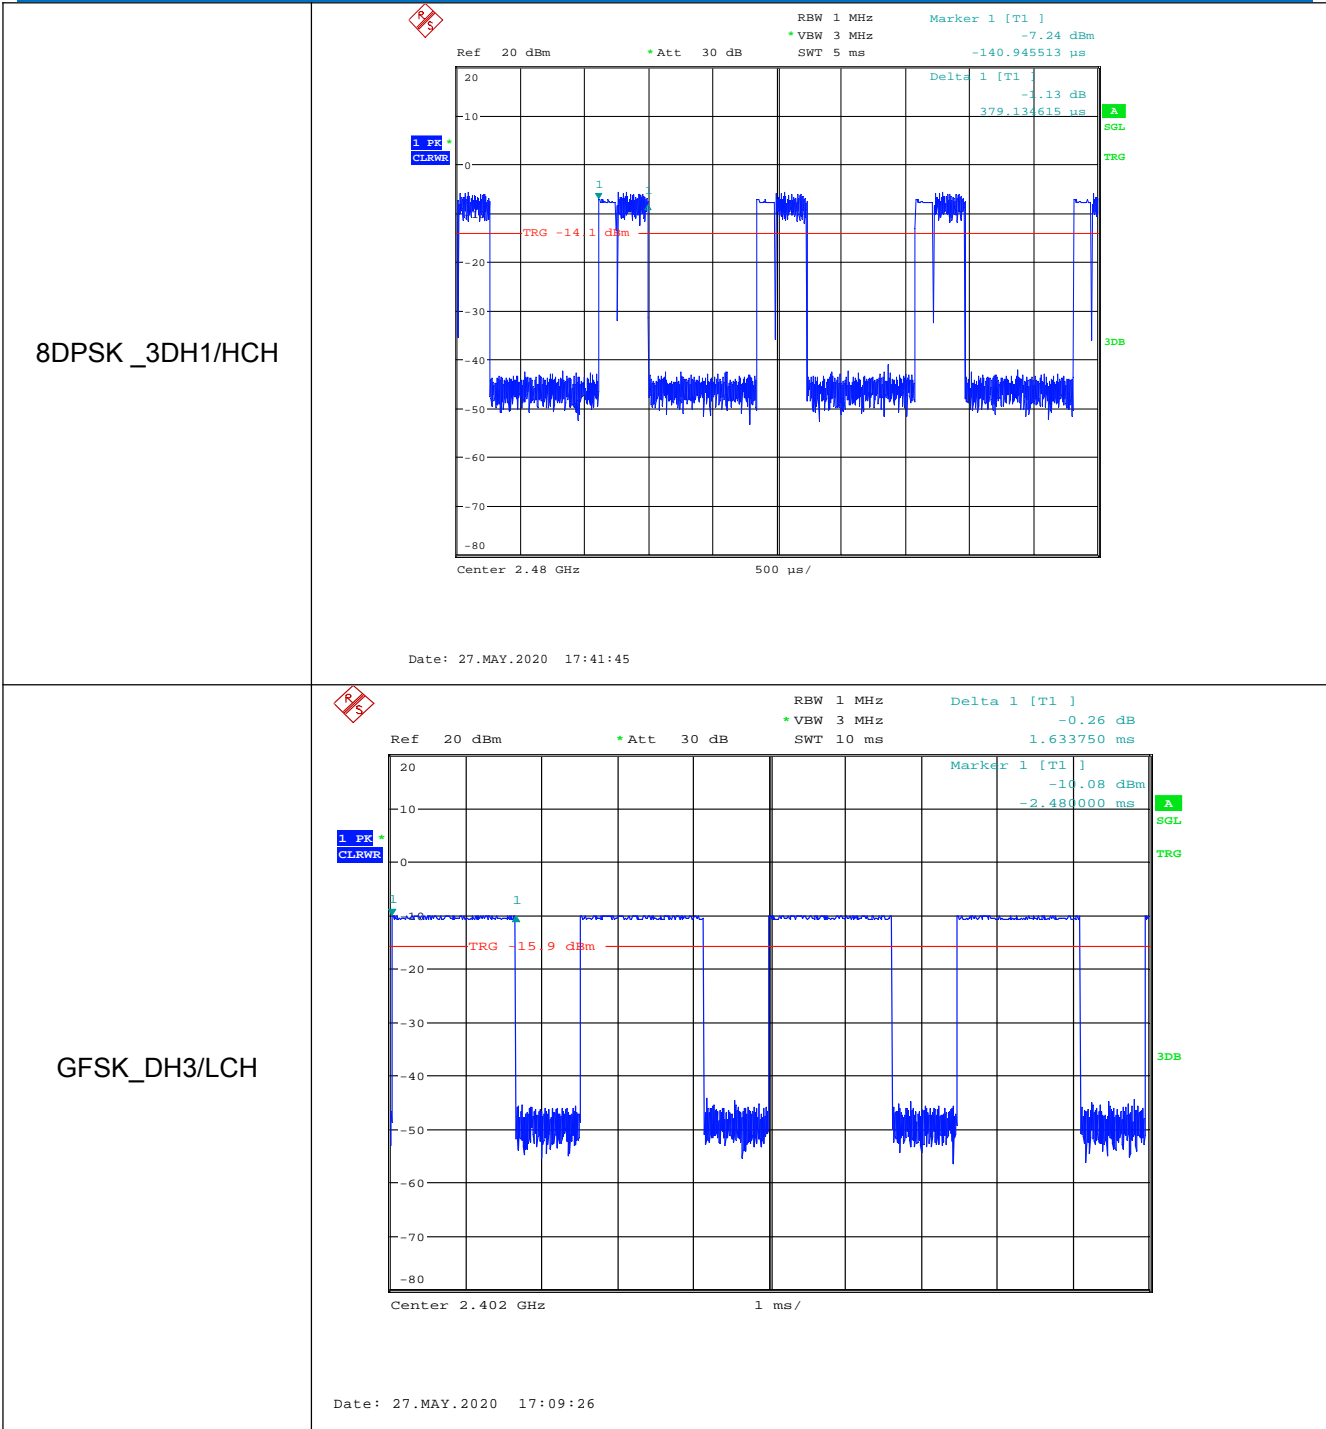 8DPSK _3DH1/HCH
R S
RBW 1 MHz Marker 1 [T1 ]
* VBW 3 MHz -7.24 dBm
Ref 20 dBm * Att 30 dB SWT 5 ms -140.945513 µs
20 Delta 1 [T1 ]
-1.13 dB
10 379.134615 µs A
SGL
1 PK *
CLRWR 0 TRG
1 1
-10
TRG -14.1 dBm
-20
-30
3DB
-40
-50
-60
-70
-80
Center 2.48 GHz 500 µs/
Date: 27.MAY.2020 17:41:45
GFSK_DH3/LCH
R S
RBW 1 MHz Delta 1 [T1 ]
* VBW 3 MHz -0.26 dB
Ref 20 dBm * Att 30 dB SWT 10 ms 1.633750 ms
20 Marker 1 [T1 ]
-10.08 dBm
10 -2.480000 ms A
SGL
1 PK *
CLRWR 0 TRG
1 1
-10
TRG -15.9 dBm
-20
-30
3DB
-40
-50
-60
-70
-80
Center 2.402 GHz 1 ms/
Date: 27.MAY.2020 17:09:26